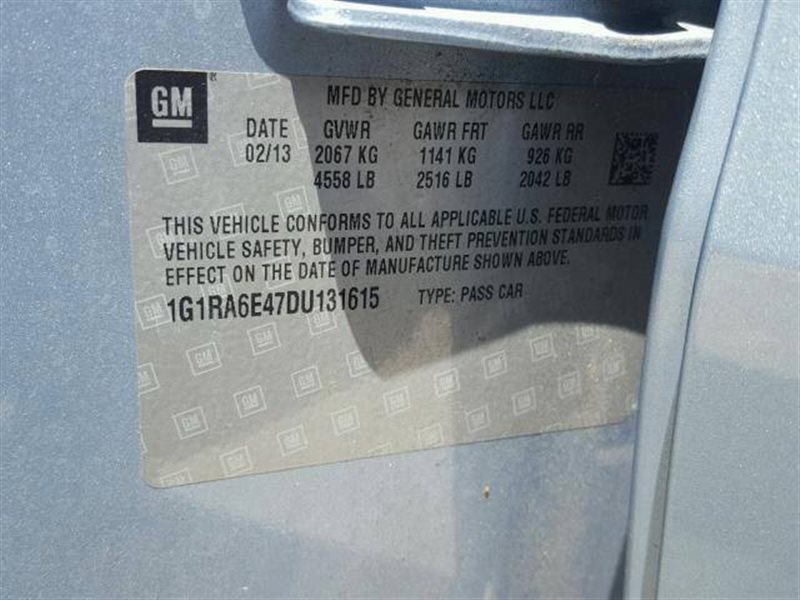 GM ® MFD BY GENERAL MOTORS LLC
DATE GVWR GAWR FRT GAWR RR
02/13 2067 KG 1141 KG 926 KG
4558 LB 2516 LB 2042 LB
THIS VEHICLE CONFORMS TO ALL APPLICABLE U.S. FEDERAL MOTOR
VEHICLE SAFETY, BUMPER, AND THEFT PREVENTION STANDARDS IN
EFFECT ON THE DATE OF MANUFACTURE SHOWN ABOVE.
1G1RA6E47DU131615 TYPE: PASS CAR